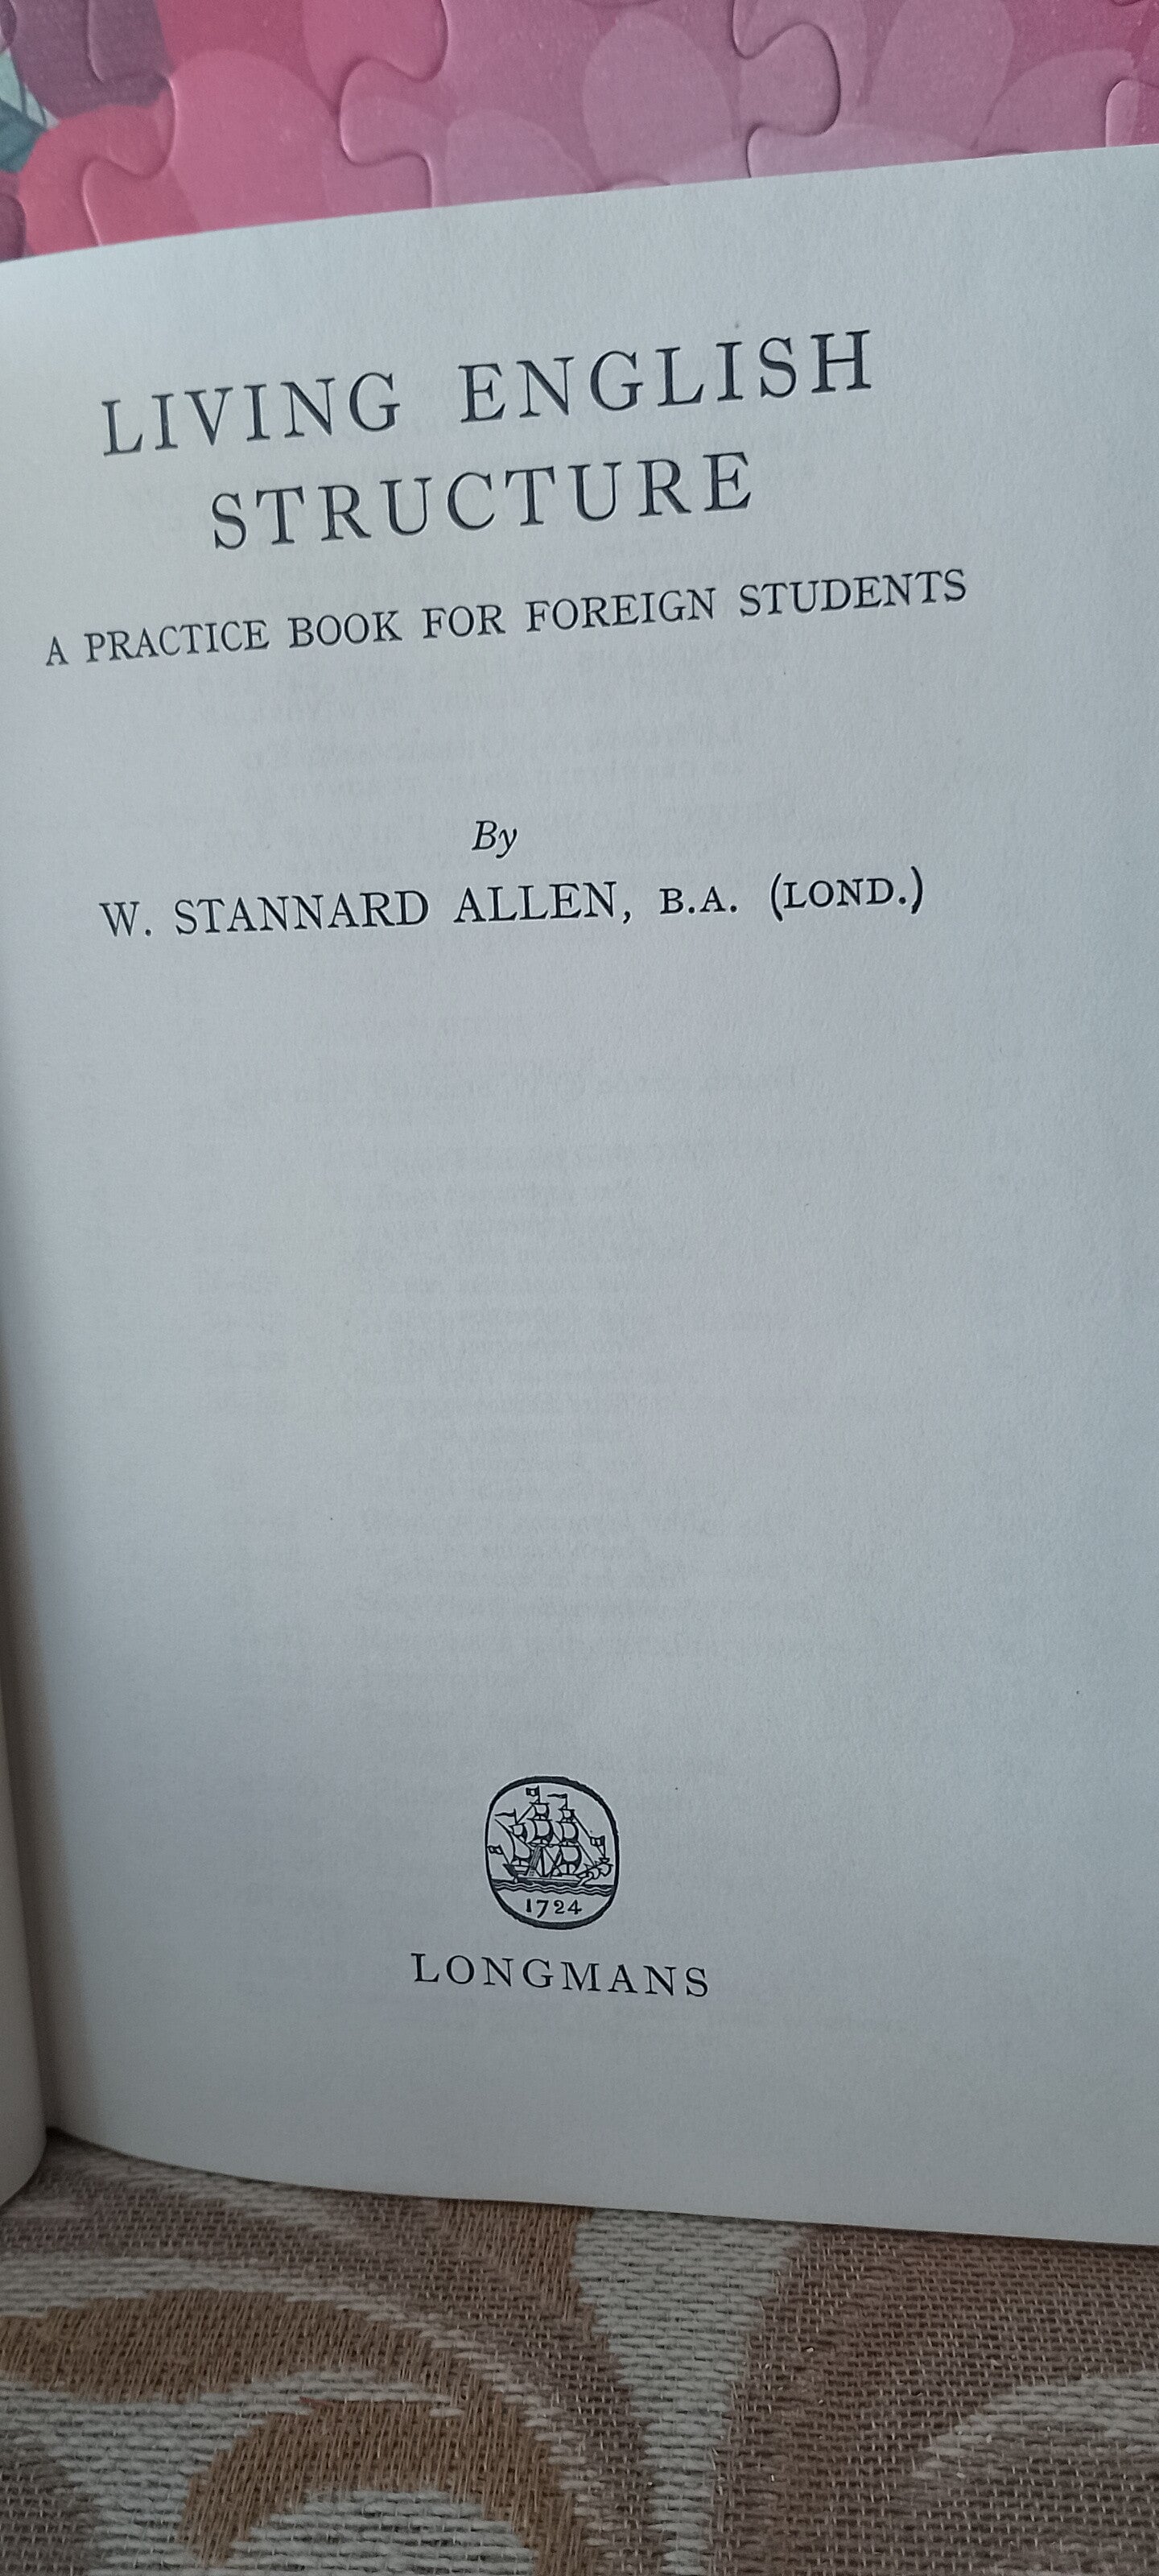 LIVING ENGLISH
STRUCTURE
A PRACTICE BOOK FOR FOREIGN STUDENTS
By
W. STANNARD ALLEN, B.A. (LOND.)
1724
LONGMANS